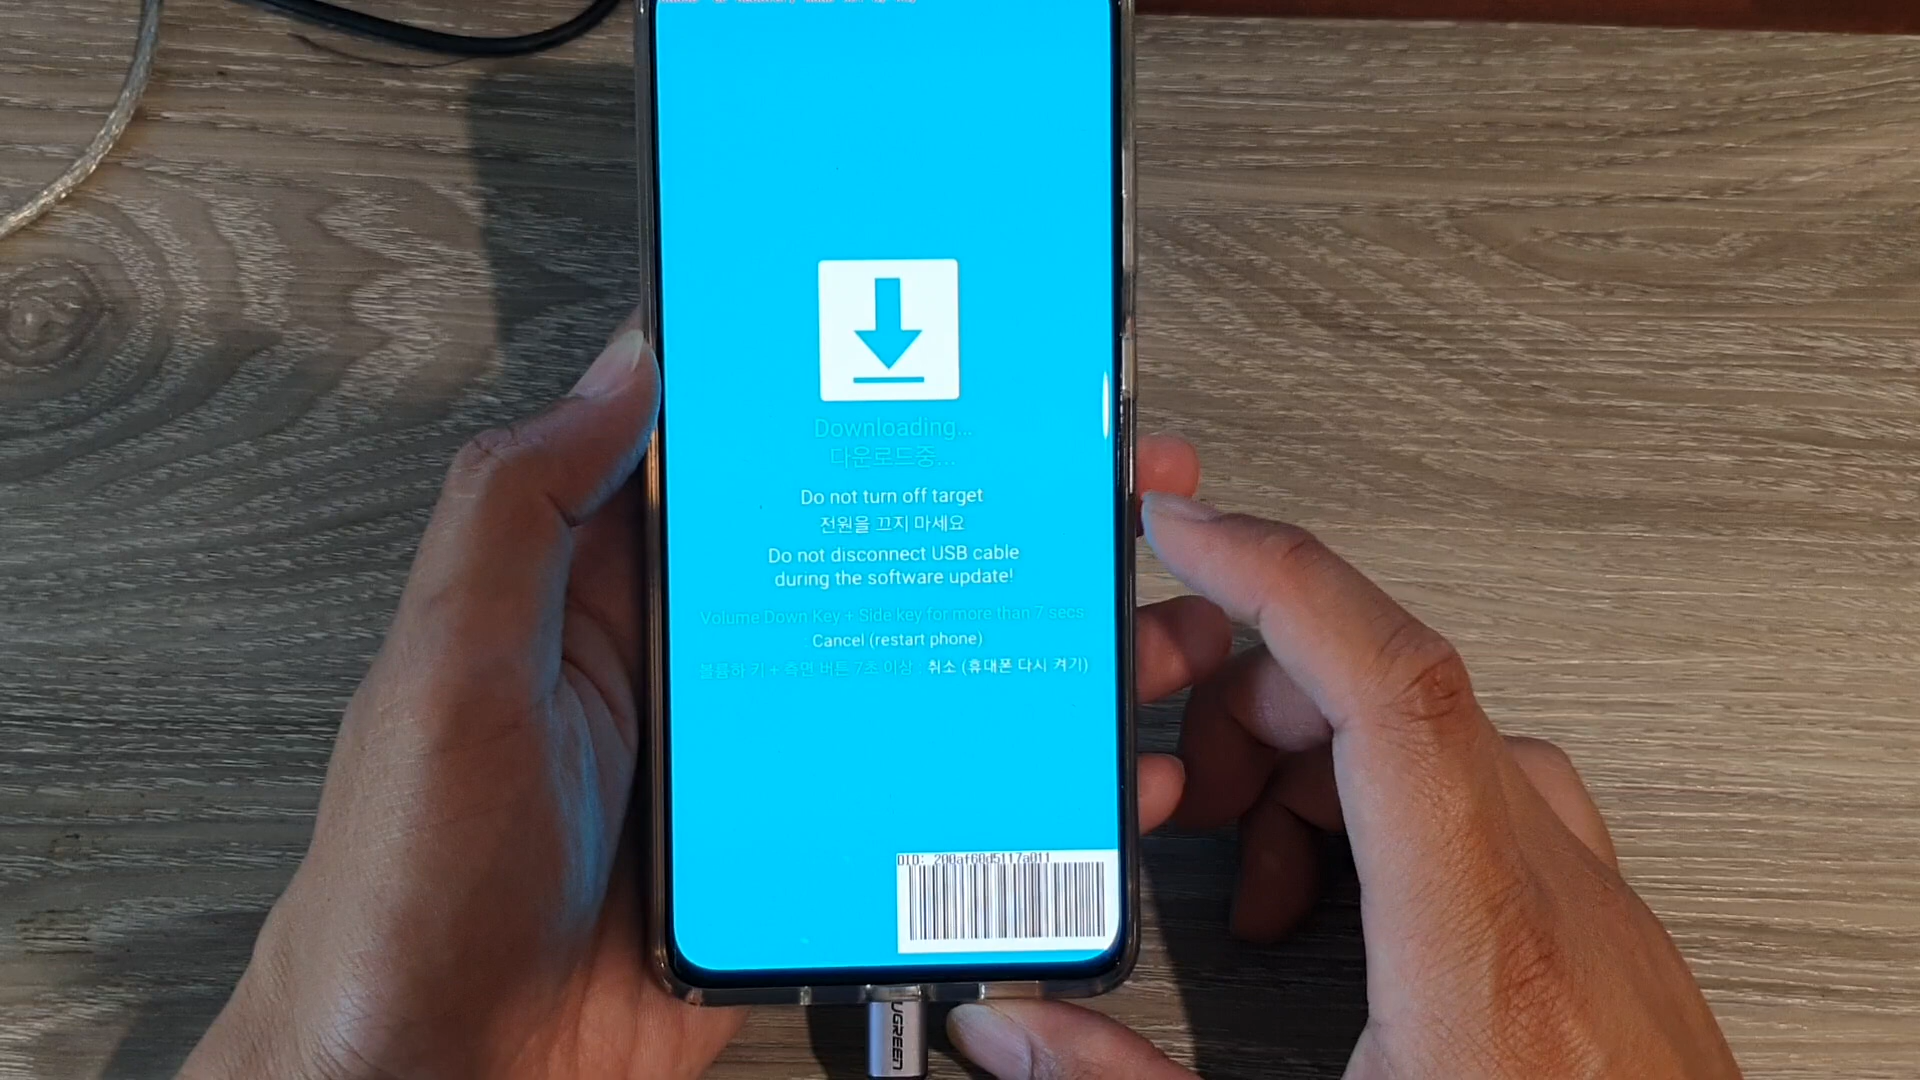 Downloading...
다운로드중...
Do not turn off target
전원을 끄지 마세요
Do not disconnect USB cable
during the software update!
Volume Down Key + Side key for more than 7 secs
: Cancel (restart phone)
볼륨하 키 + 측면 버튼 7초 이상 : 취소 (휴대폰 다시 켜기)
DID: 200af60d5117a011
UGREEN